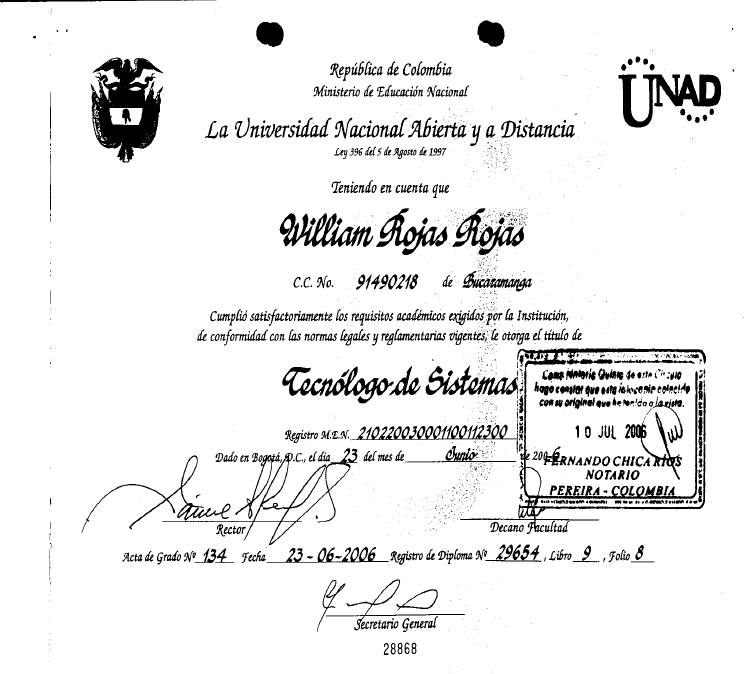 República de Colombia
Ministerio de Educación Nacional
UNAD
La Universidad Nacional Abierta y a Distancia
Ley 396 del 5 de Agosto de 1997
Teniendo en cuenta que
William Rojas Rojas
C.C. No. 91490218 de Bucaramanga
Cumplió satisfactoriamente los requisitos académicos exigidos por la Institución,
de conformidad con las normas legales y reglamentarias vigentes, le otorga el título de
Tecnólogo de Sistemas
Como Notario Quinto de este Círculo
hago constar que esta fotocopia coincide
con su original que he tenido a la vista.
10 JUL 2006
FERNANDO CHICA RIOS
NOTARIO
PEREIRA - COLOMBIA
Registro M.E.N. 210220030001100112300
Dado en Bogotá, D.C., el día 23 del mes de Junio de 2006
Rector
Decano Facultad
Acta de Grado Nº 134 Fecha 23-06-2006 Registro de Diploma Nº 29654, Libro 9, Folio 8
Secretario General
28868